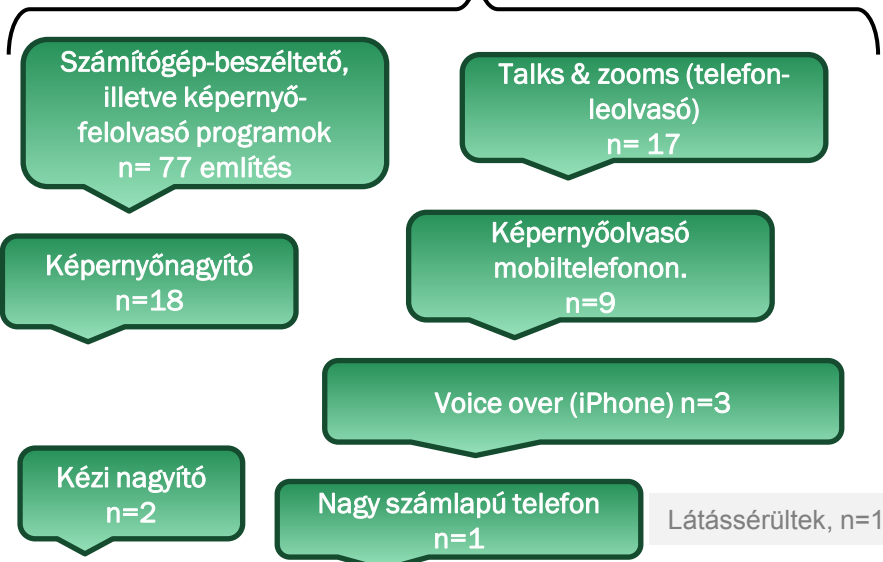 Számítógép-beszéltető,
illetve képernyő-
felolvasó programok
n= 77 említés
Talks & zooms (telefon-
leolvasó)
n= 17
Képernyőnagyító
n=18
Képernyőolvasó
mobiltelefonon.
n=9
Voice over (iPhone) n=3
Kézi nagyító
n=2
Nagy számlapú telefon
n=1
Látássérültek, n=1